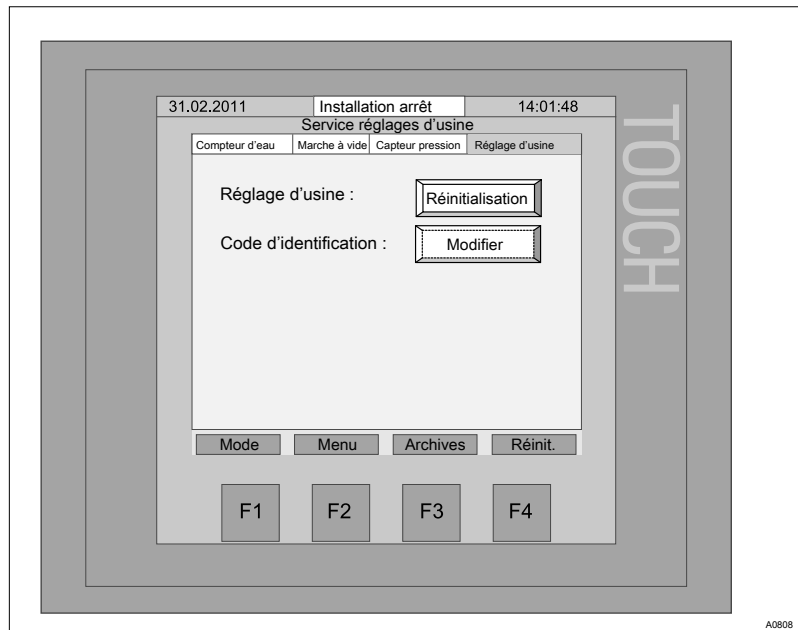 31.02.2011 Installation arrêt 14:01:48
Service réglages d'usine
Compteur d'eau Marche à vide Capteur pression Réglage d'usine
Réglage d'usine : Réinitialisation
Code d'identification : Modifier
Mode Menu Archives Réinit.
F1 F2 F3 F4
TOUCH
A0808